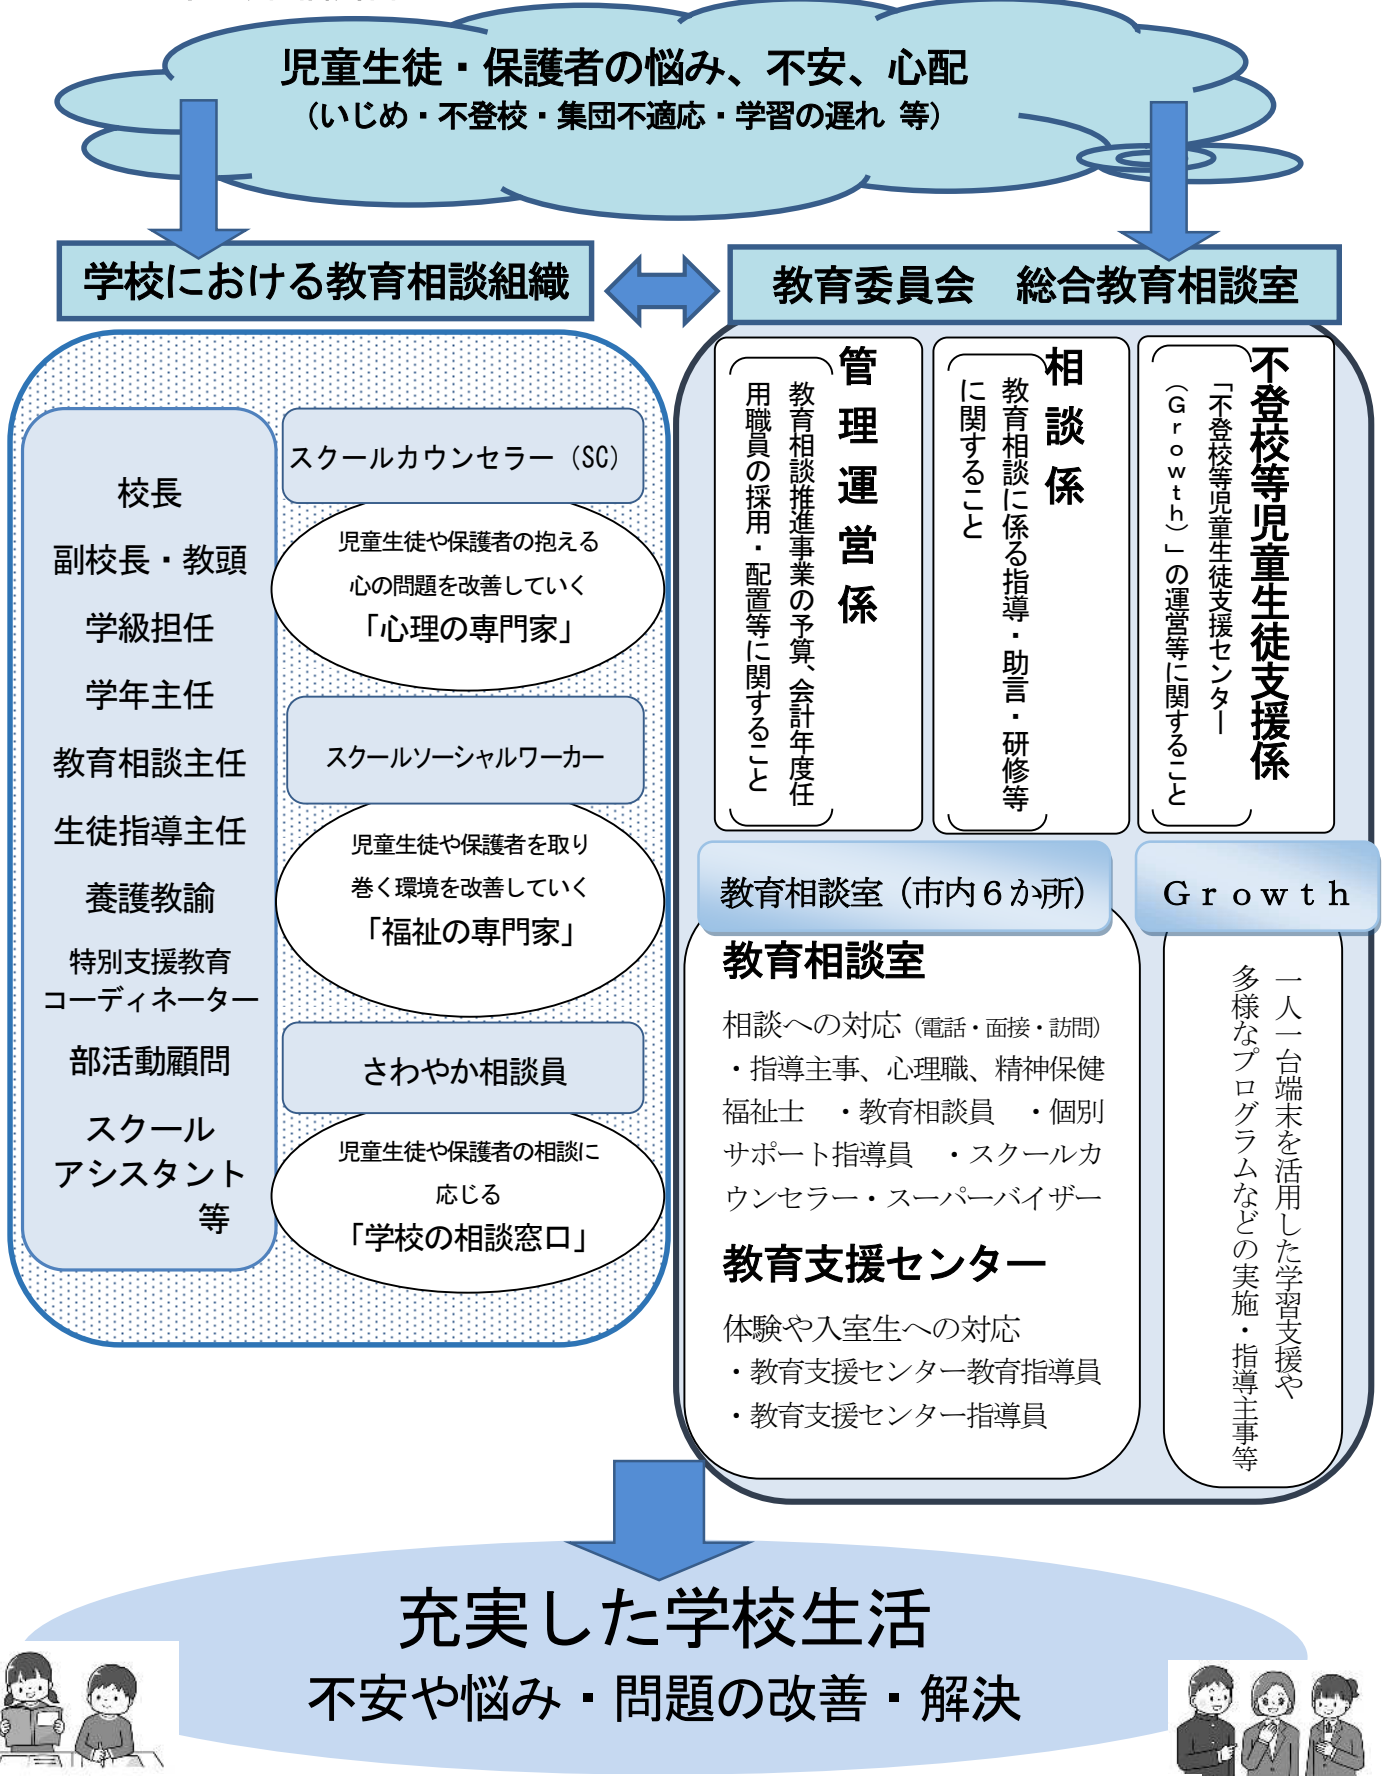 児童生徒・保護者の悩み、不安、心配
（いじめ・不登校・集団不適応・学習の遅れ 等）
学校における教育相談組織
校長
副校長・教頭
学級担任
学年主任
教育相談主任
生徒指導主任
養護教諭
特別支援教育
コーディネーター
部活動顧問
スクール
アシスタント
等
スクールカウンセラー（SC）
児童生徒や保護者の抱える
心の問題を改善していく
「心理の専門家」
スクールソーシャルワーカー
児童生徒や保護者を取り
巻く環境を改善していく
「福祉の専門家」
さわやか相談員
児童生徒や保護者の相談に
応じる
「学校の相談窓口」
教育委員会　総合教育相談室
管理運営係
教育相談推進事業の予算、会計年度任
用職員の採用・配置等に関すること
相談係
教育相談に係る指導・助言・研修等
に関すること
不登校等児童生徒支援係
「不登校等児童生徒支援センター
（Ｇｒｏｗｔｈ）」の運営等に関すること
教育相談室（市内６か所）
教育相談室
相談への対応（電話・面接・訪問）
・指導主事、心理職、精神保健
福祉士　・教育相談員　・個別
サポート指導員　・スクールカ
ウンセラー・スーパーバイザー
教育支援センター
体験や入室生への対応
・教育支援センター教育指導員
・教育支援センター指導員
Ｇｒｏｗｔｈ
一人一台端末を活用した学習支援や
多様なプログラムなどの実施・指導主事等
充実した学校生活
不安や悩み・問題の改善・解決